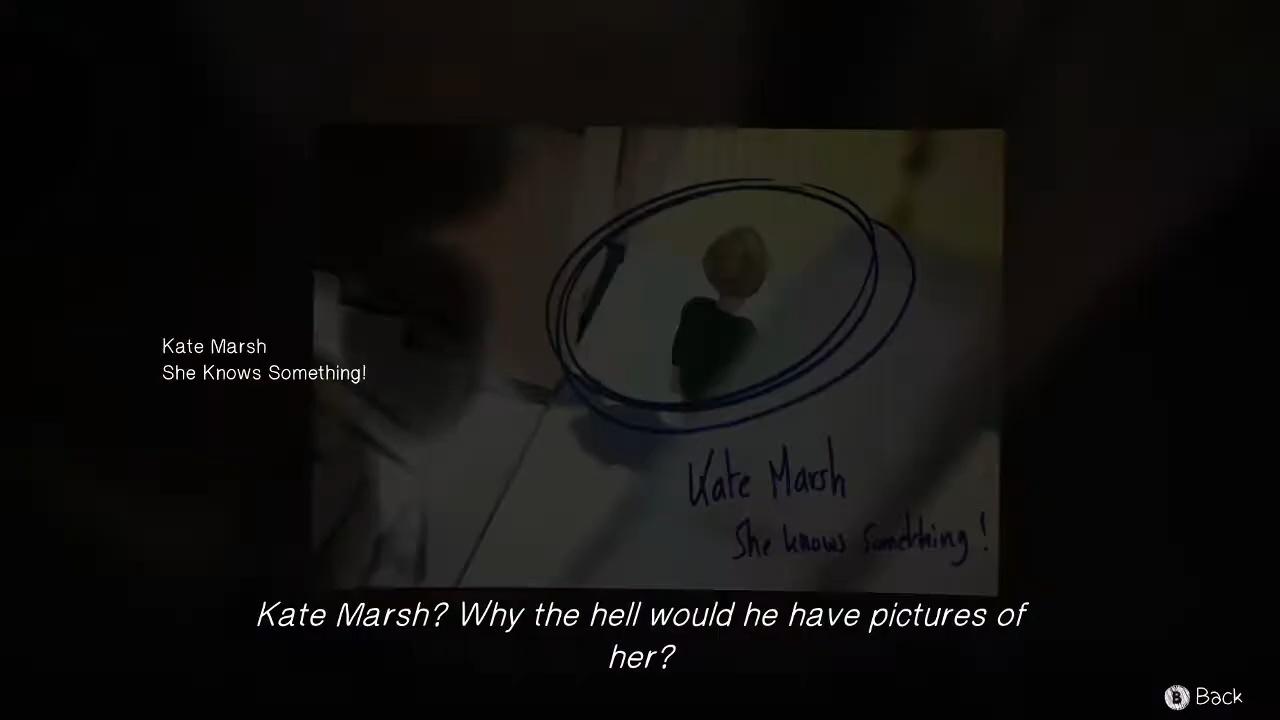 Kate Marsh
She Knows Something!
Kate Marsh
She knows something!
Kate Marsh? Why the hell would he have pictures of
her?
B Back